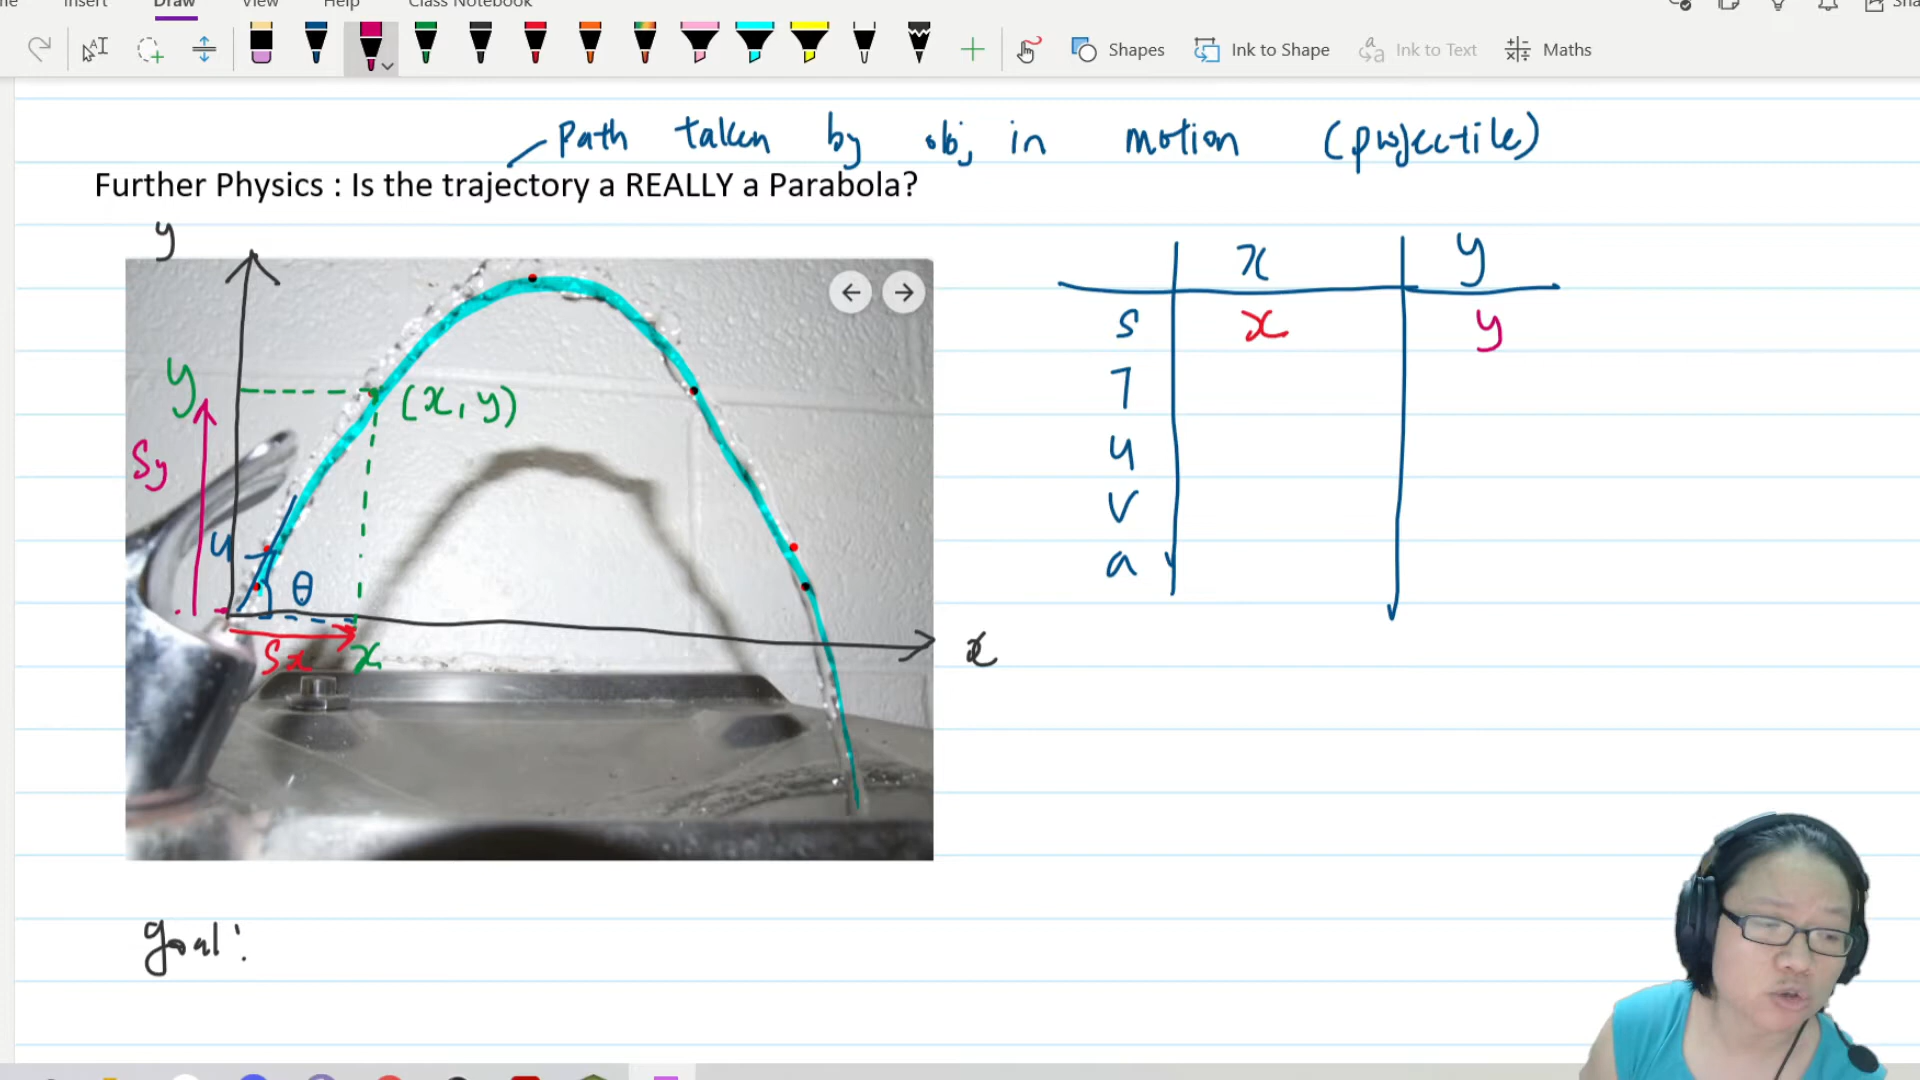 Insert Draw View Help Class Notebook
Shapes Ink to Shape Ink to Text Maths
Path taken by obj in motion (projectile)
Further Physics : Is the trajectory a REALLY a Parabola?
y
x y
s x y
T
u
v
a
y
(x, y)
Sy
u
θ
Sx x
x
Goal: